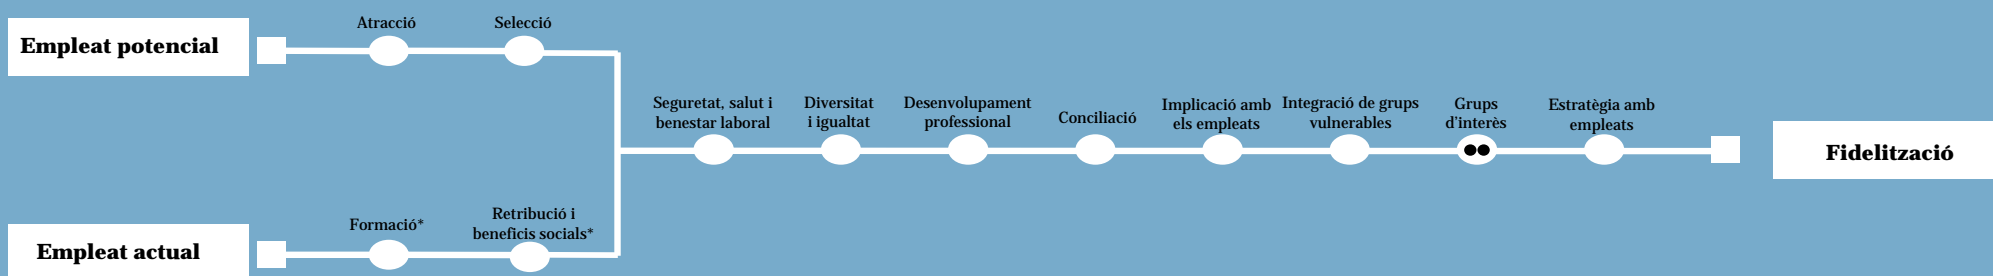 Empleat potencial
Atracció
Selecció
Seguretat, salut i
benestar laboral
Diversitat
i igualtat
Desenvolupament
professional
Conciliació
Implicació amb
els empleats
Integració de grups
vulnerables
Grups
d'interès
Estratègia amb
empleats
Fidelització
Empleat actual
Formació*
Retribució i
beneficis socials*